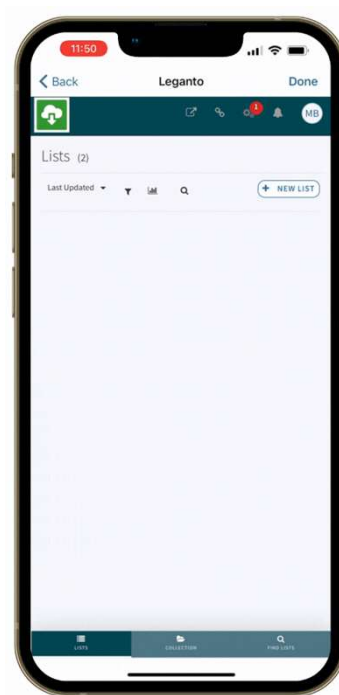 11:50
Back Leganto Done
1
MB
Lists (2)
Last Updated
+ NEW LIST
LISTS COLLECTION FIND LISTS